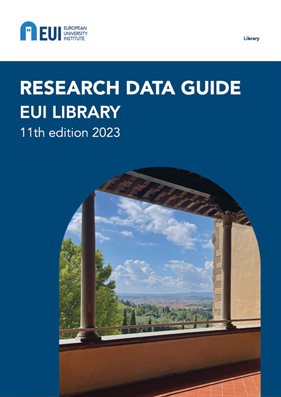 EUI
EUROPEAN
UNIVERSITY
INSTITUTE
Library
RESEARCH DATA GUIDE
EUI LIBRARY
11th edition 2023